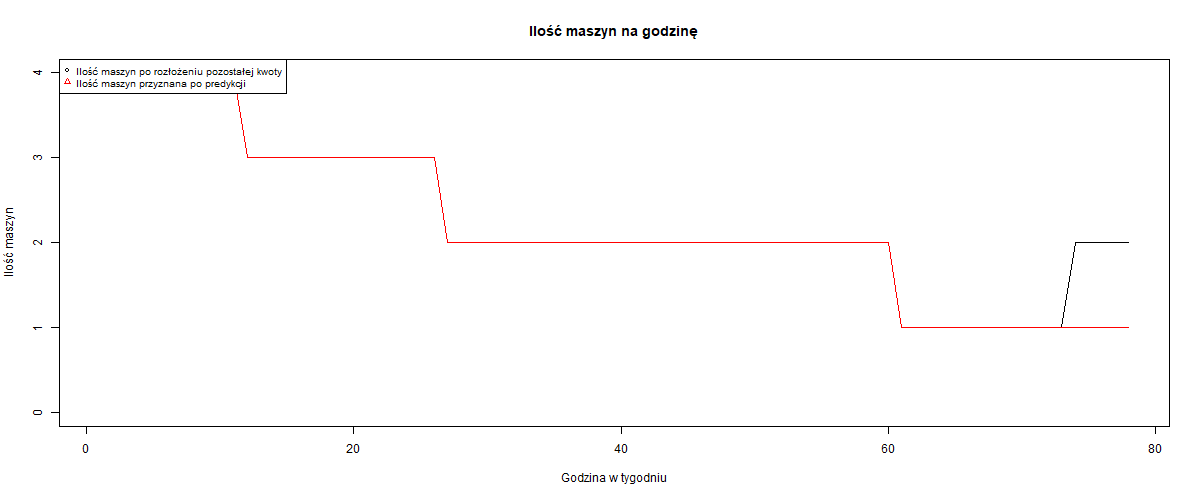 Ilość maszyn na godzinę
Ilość maszyn po rozłożeniu pozostałej kwoty
Ilość maszyn przyznana po predykcji
4
3
2
1
0
Ilość maszyn
0 20 40 60 80
Godzina w tygodniu